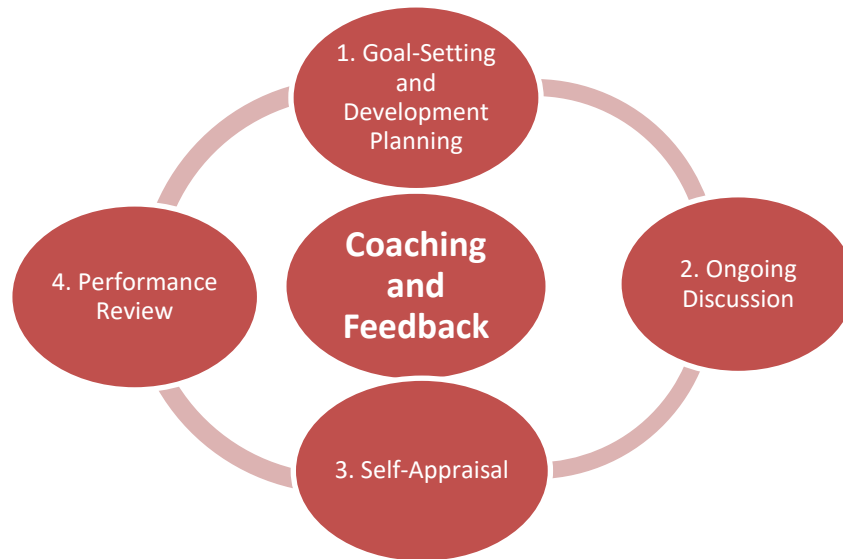 1. Goal-Setting
and
Development
Planning
Coaching
and
Feedback
2. Ongoing
Discussion
3. Self-Appraisal
4. Performance
Review